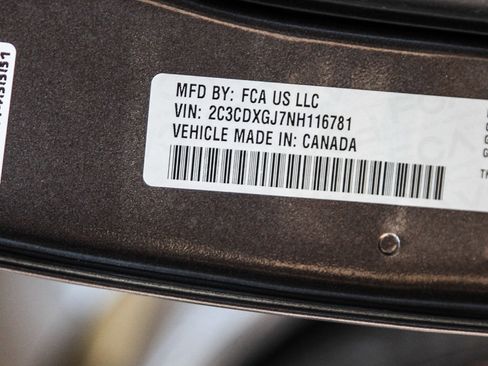 MFD BY: FCA US LLC
VIN: 2C3CDXGJ7NH116781
VEHICLE MADE IN: CANADA